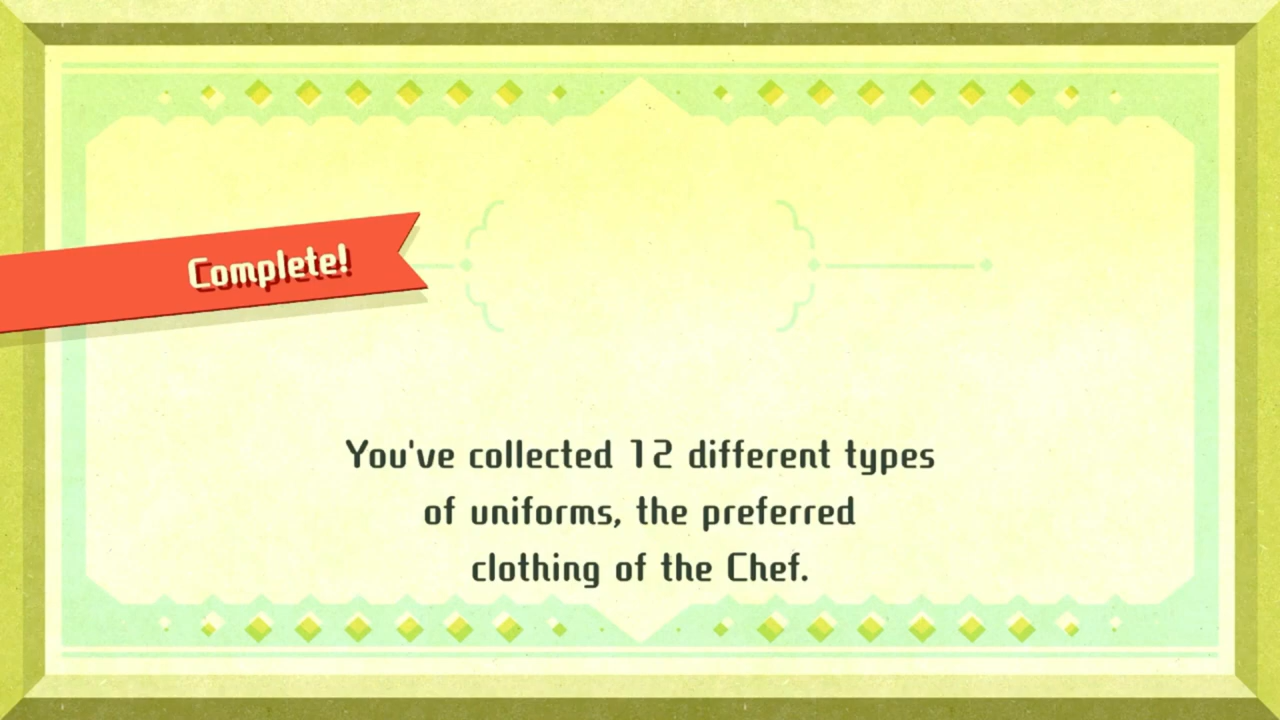 Complete!
You've collected 12 different types
of uniforms, the preferred
clothing of the Chef.